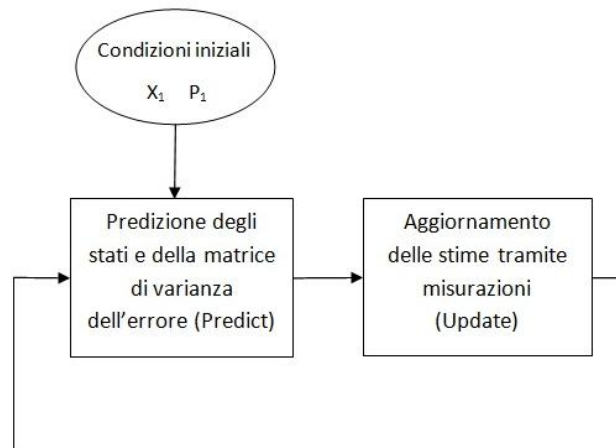 Condizioni iniziali
X₁ P₁
Predizione degli
stati e della matrice
di varianza
dell'errore (Predict)
Aggiornamento
delle stime tramite
misurazioni
(Update)